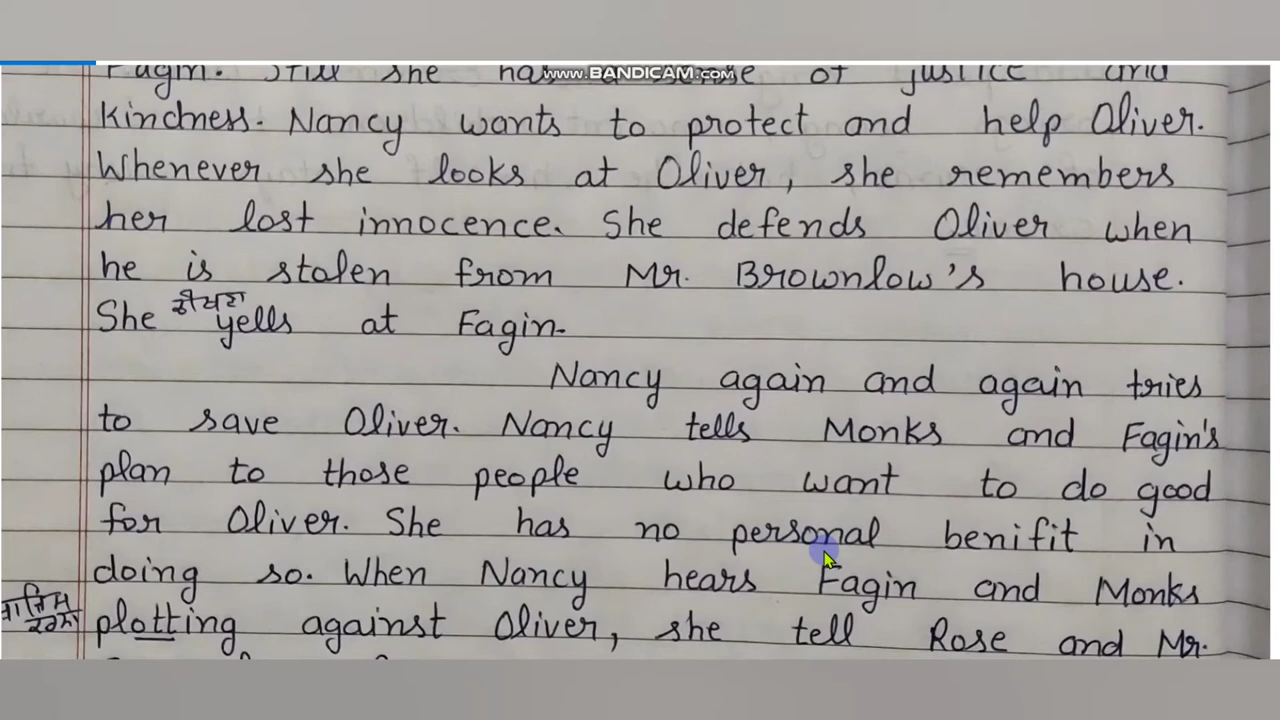 Fagin. Still she has a sense of justice and
www.BANDICAM.com
Kindness. Nancy wants to protect and help Oliver.
Whenever she looks at Oliver, she remembers
her lost innocence. She defends Oliver when
he is stolen from Mr. Brownlow's house.
She yells at Fagin.
Nancy again and again tries
to save Oliver. Nancy tells Monks and Fagin's
plan to those people who want to do good
for Oliver. She has no personal benifit in
doing so. When Nancy hears Fagin and Monks
plotting against Oliver, she tell Rose and Mr.